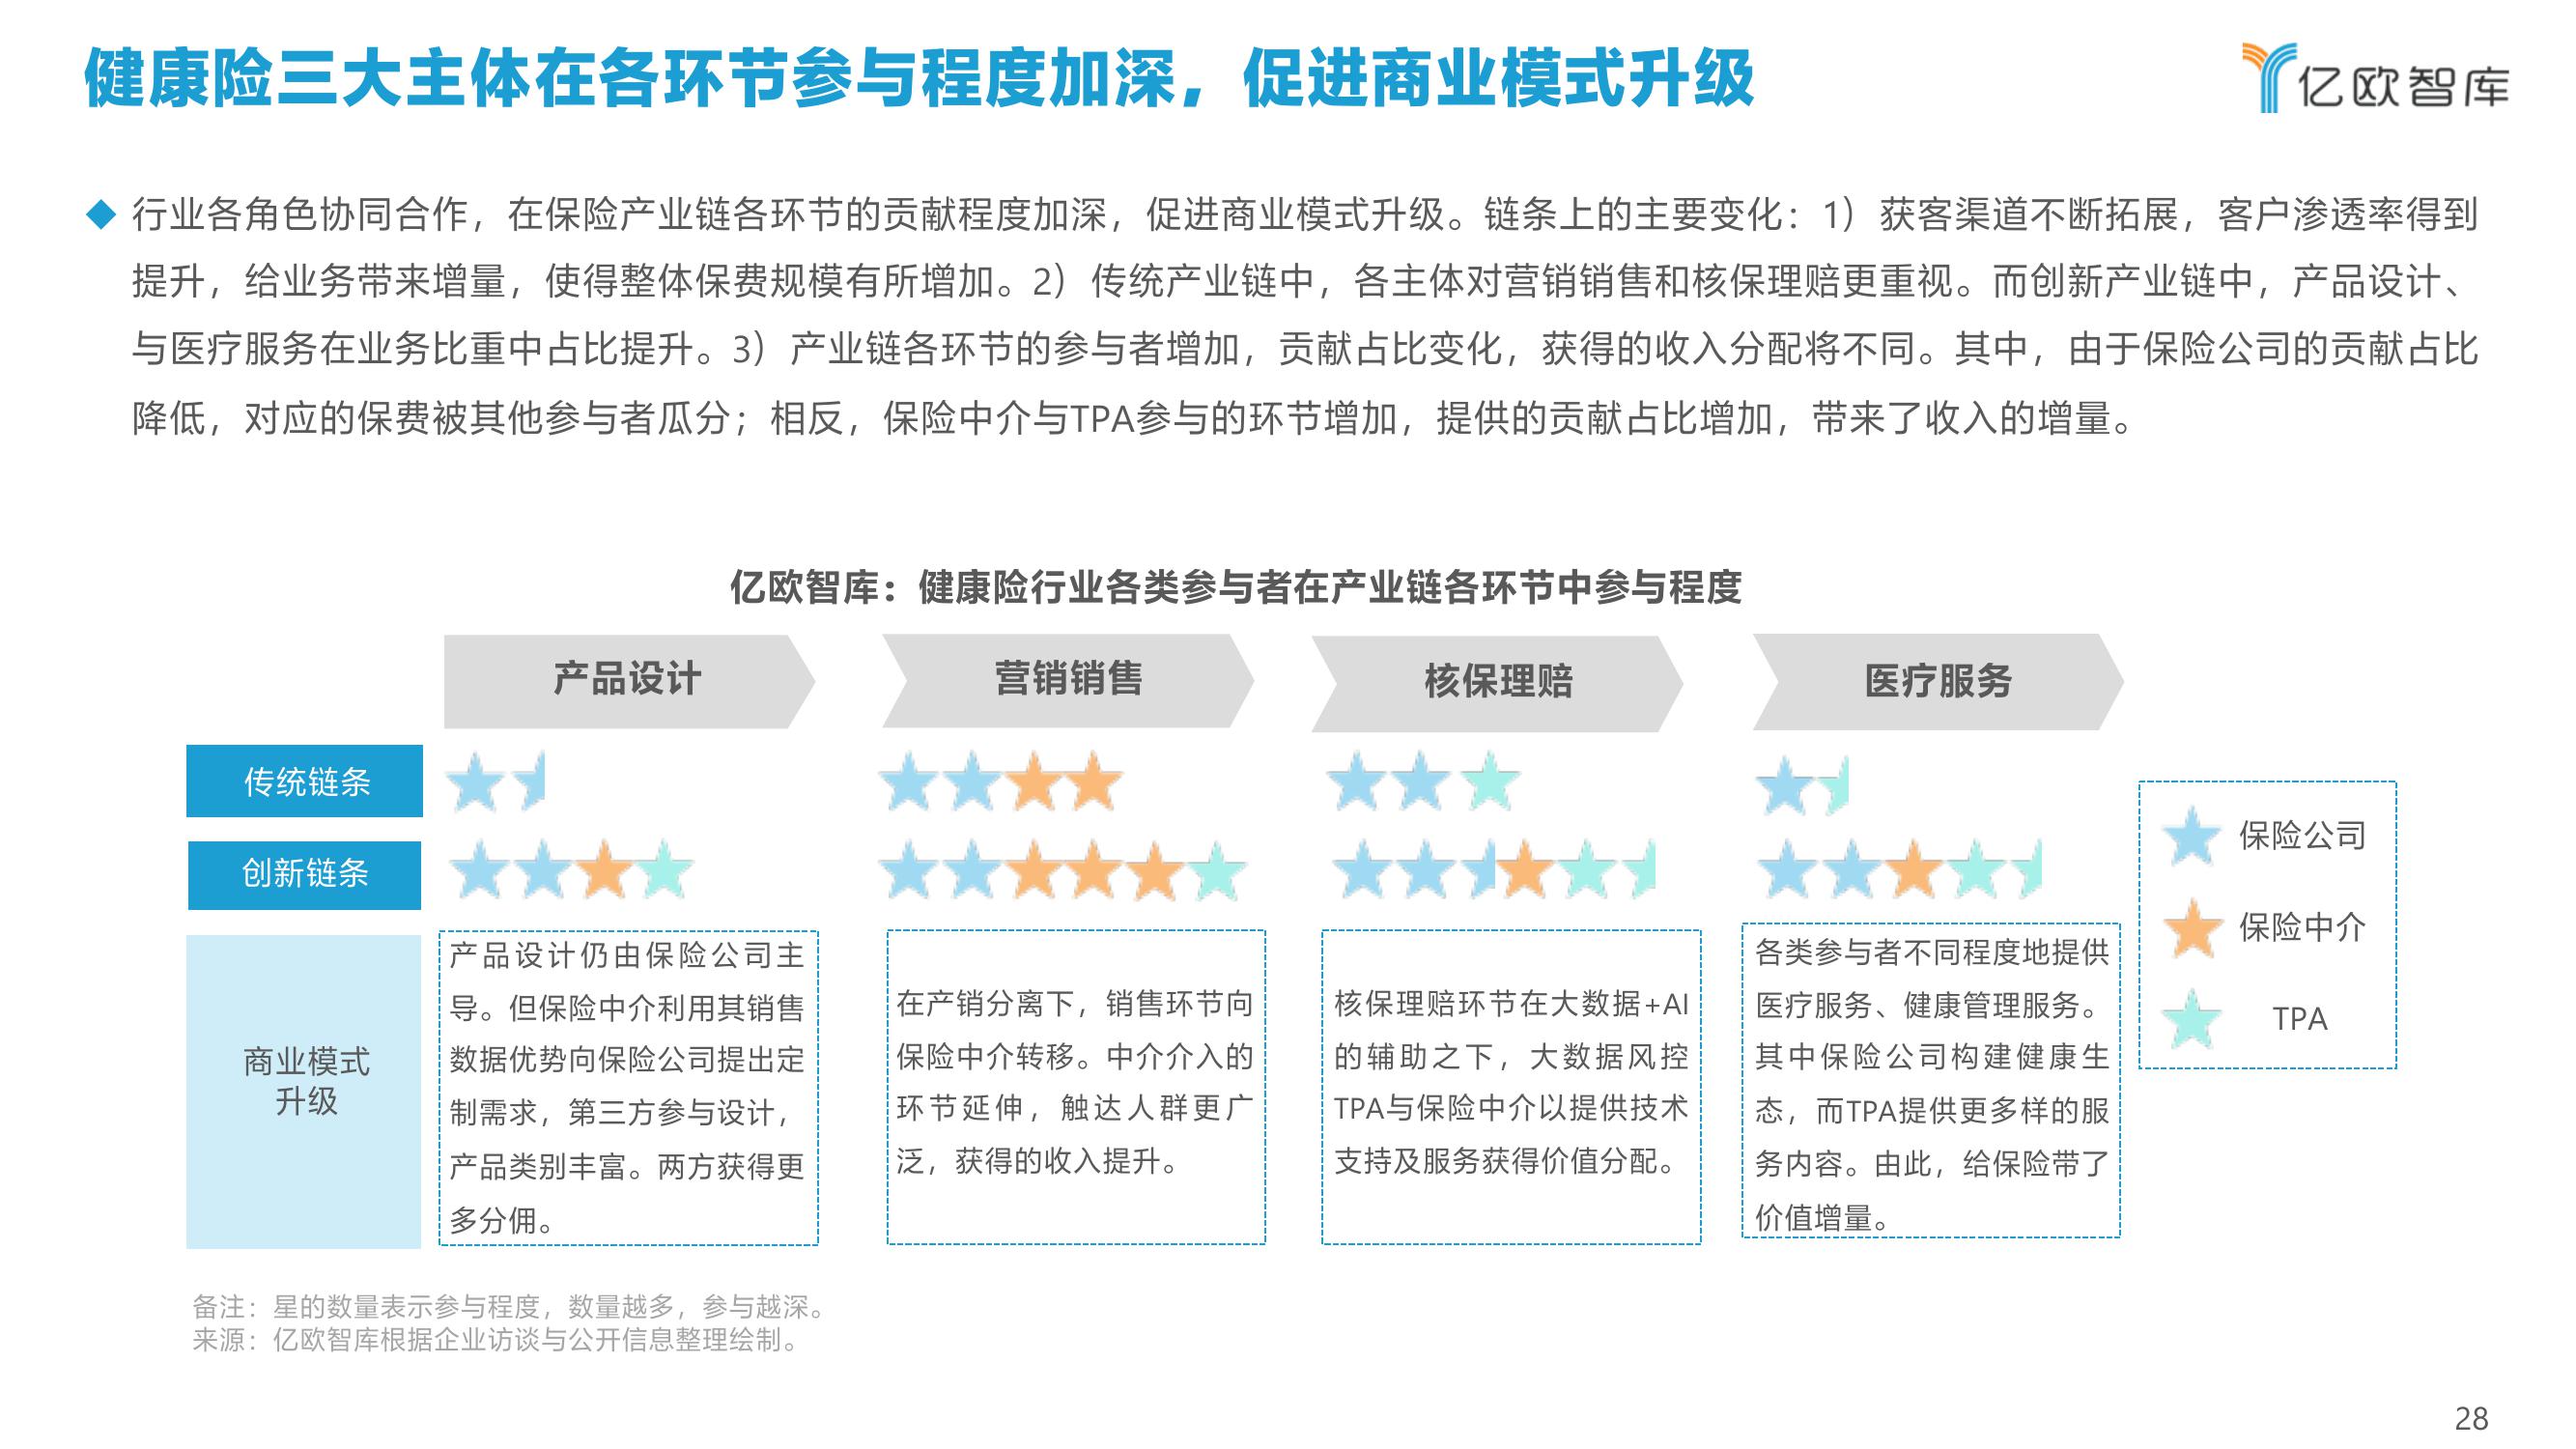 健康险三大主体在各环节参与程度加深，促进商业模式升级
亿欧智库
行业各角色协同合作，在保险产业链各环节的贡献程度加深，促进商业模式升级。链条上的主要变化：1）获客渠道不断拓展，客户渗透率得到
提升，给业务带来增量，使得整体保费规模有所增加。2）传统产业链中，各主体对营销销售和核保理赔更重视。而创新产业链中，产品设计、
与医疗服务在业务比重中占比提升。3）产业链各环节的参与者增加，贡献占比变化，获得的收入分配将不同。其中，由于保险公司的贡献占比
降低，对应的保费被其他参与者瓜分；相反，保险中介与TPA参与的环节增加，提供的贡献占比增加，带来了收入的增量。
亿欧智库：健康险行业各类参与者在产业链各环节中参与程度
产品设计
营销销售
核保理赔
医疗服务
传统链条
创新链条
商业模式
升级
产品设计仍由保险公司主
导。但保险中介利用其销售
数据优势向保险公司提出定
制需求，第三方参与设计，
产品类别丰富。两方获得更
多分佣。
在产销分离下，销售环节向
保险中介转移。中介介入的
环节延伸，触达人群更广
泛，获得的收入提升。
核保理赔环节在大数据+AI
的辅助之下，大数据风控
TPA与保险中介以提供技术
支持及服务获得价值分配。
各类参与者不同程度地提供
医疗服务、健康管理服务。
其中保险公司构建健康生
态，而TPA提供更多样的服
务内容。由此，给保险带了
价值增量。
保险公司
保险中介
TPA
备注：星的数量表示参与程度，数量越多，参与越深。
来源：亿欧智库根据企业访谈与公开信息整理绘制。
28